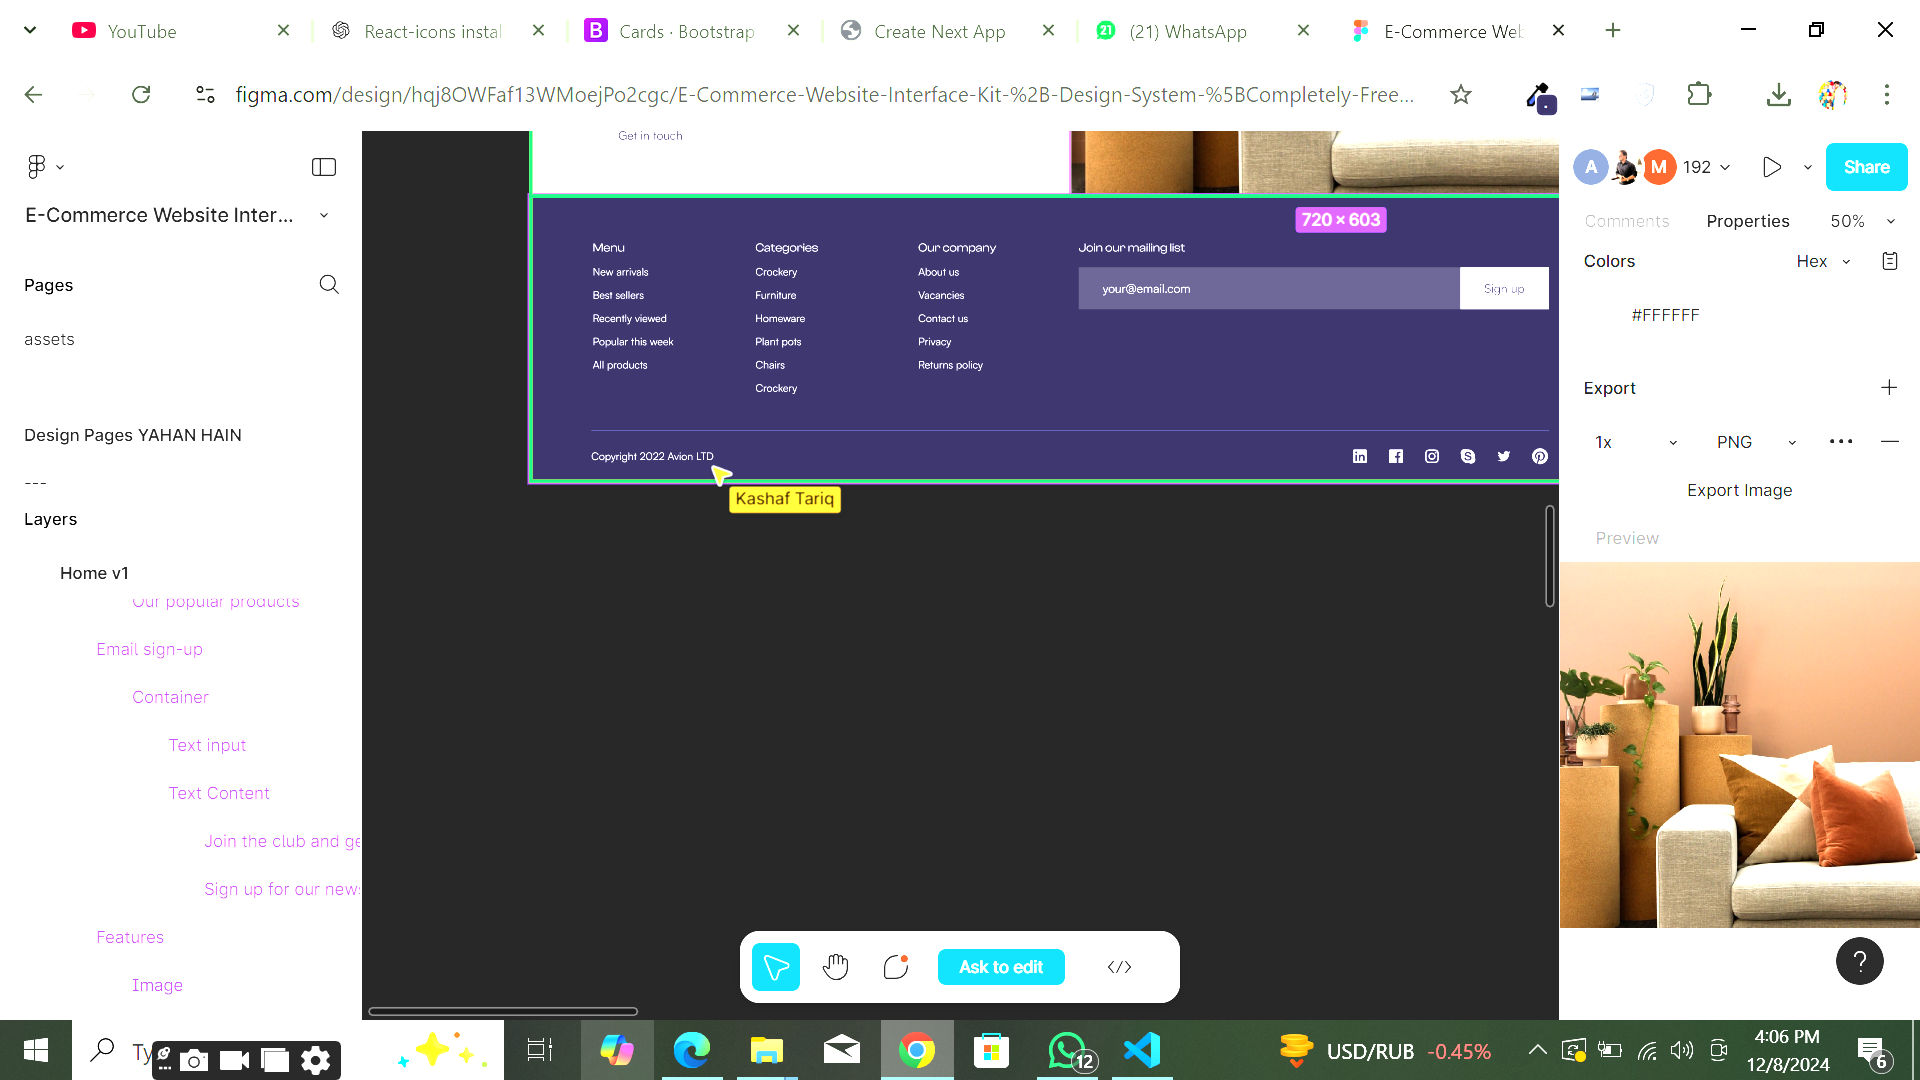 YouTube
React-icons instal
Cards · Bootstrap
Create Next App
(21) WhatsApp
E-Commerce Web
figma.com/design/hqj8OWFaf13WMoejPo2cgc/E-Commerce-Website-Interface-Kit-%2B-Design-System-%5BCompletely-Free...
E-Commerce Website Inter...
Pages
assets
Design Pages YAHAN HAIN
---
Layers
Home v1
Our popular products
Email sign-up
Container
Text input
Text Content
Join the club and ge
Sign up for our news
Features
Image
Get in touch
720 × 603
Menu
New arrivals
Best sellers
Recently viewed
Popular this week
All products
Categories
Crockery
Furniture
Homeware
Plant pots
Chairs
Crockery
Our company
About us
Vacancies
Contact us
Privacy
Returns policy
Join our mailing list
your@email.com
Sign up
Copyright 2022 Avion LTD
Kashaf Tariq
Ask to edit
A
M
192
Share
Comments
Properties
50%
Colors
Hex
#FFFFFF
Export
1x
PNG
Export Image
Preview
?
Ty
12
USD/RUB -0.45%
4:06 PM
12/8/2024
6